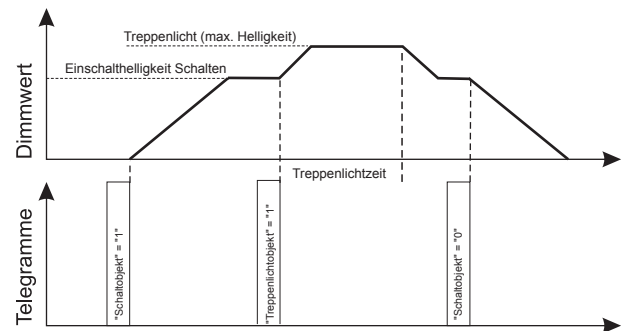 Treppenlicht (max. Helligkeit)
Einschalthelligkeit Schalten
Dimmwert
Treppenlichtzeit
Telegramme
"Schaltobjekt" = "1"
"Treppenlichtobjekt" = "1"
"Schaltobjekt" = "0"